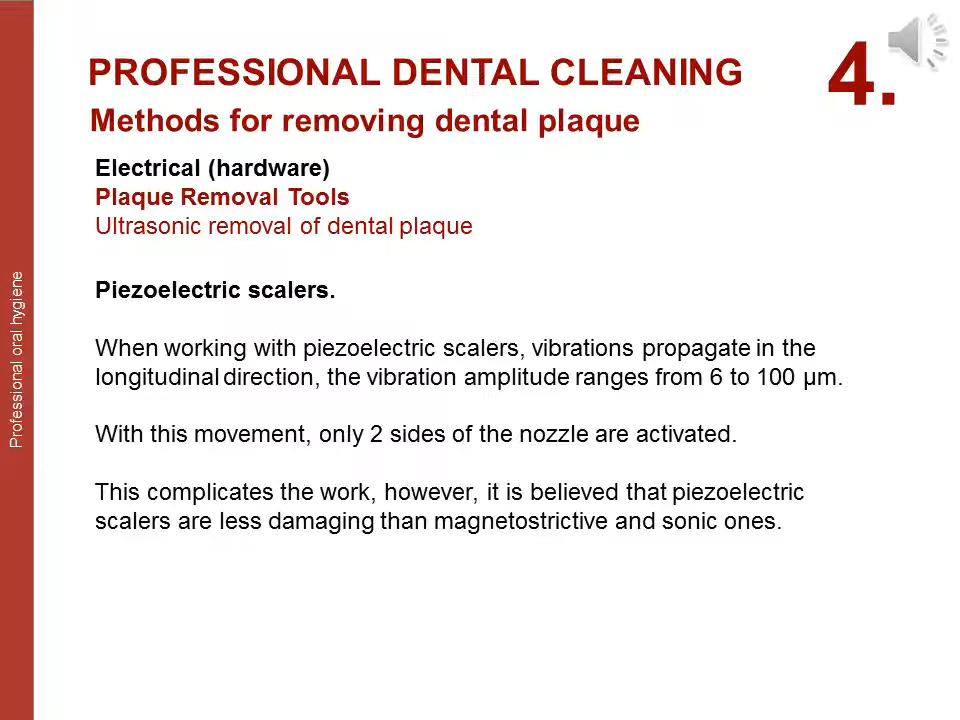 PROFESSIONAL DENTAL CLEANING
4.
Methods for removing dental plaque
Electrical (hardware)
Plaque Removal Tools
Ultrasonic removal of dental plaque
Piezoelectric scalers.
When working with piezoelectric scalers, vibrations propagate in the
longitudinal direction, the vibration amplitude ranges from 6 to 100 μm.
With this movement, only 2 sides of the nozzle are activated.
This complicates the work, however, it is believed that piezoelectric
scalers are less damaging than magnetostrictive and sonic ones.
Professional oral hygiene